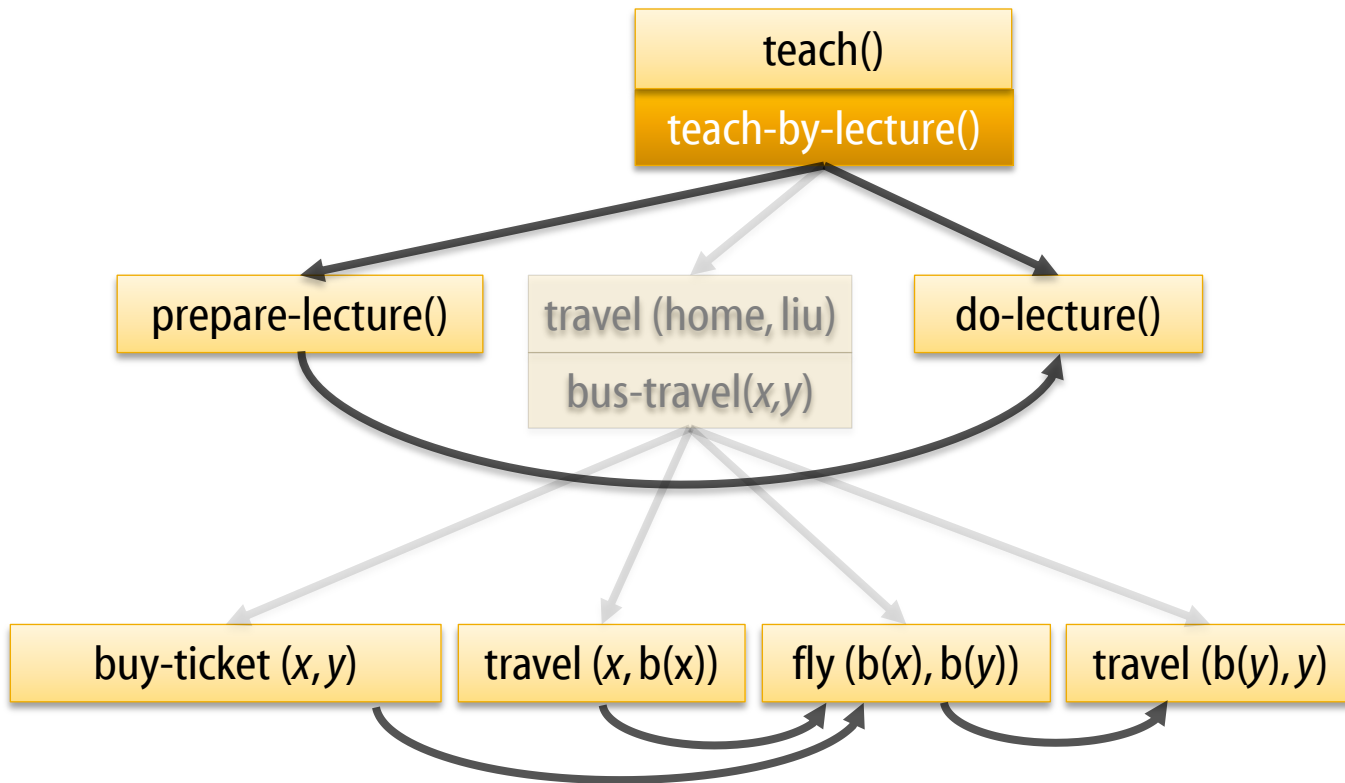 teach()
teach-by-lecture()
prepare-lecture()
travel (home, liu)
do-lecture()
bus-travel(x,y)
buy-ticket (x, y)
travel (x, b(x))
fly (b(x), b(y))
travel (b(y), y)